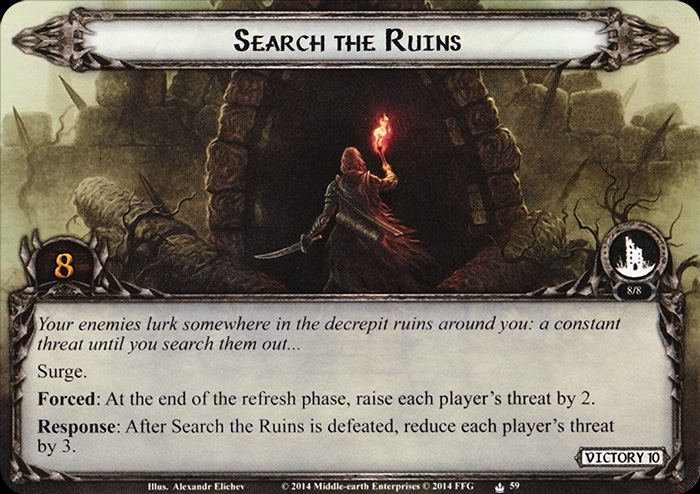 SEARCH THE RUINS
8
8/8
Your enemies lurk somewhere in the decrepit ruins around you: a constant
threat until you search them out...
Surge.
Forced: At the end of the refresh phase, raise each player's threat by 2.
Response: After Search the Ruins is defeated, reduce each player's threat
by 3.
VICTORY 10
Illus. Alexandr Elichev © 2014 Middle-earth Enterprises © 2014 FFG 59